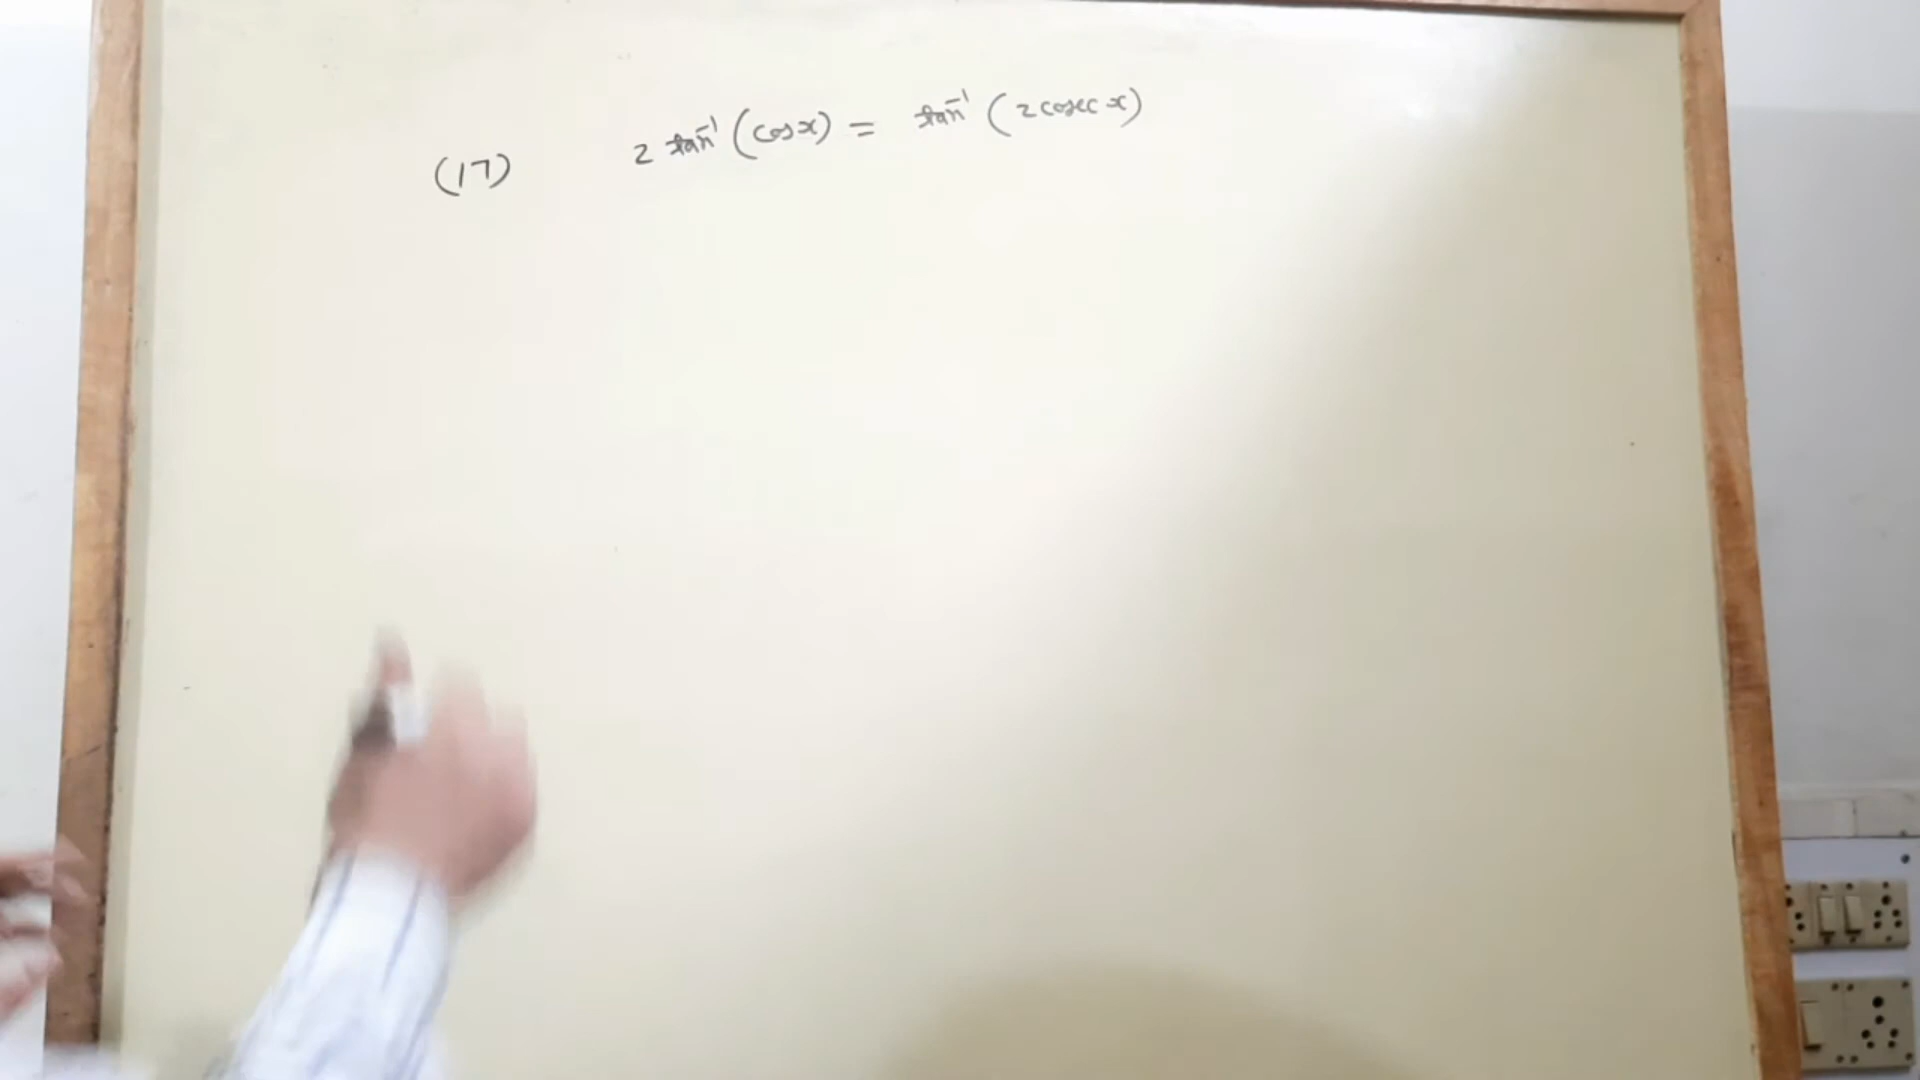 (17) 2 tan⁻¹ (cos x) = tan⁻¹ (2 cosec x)